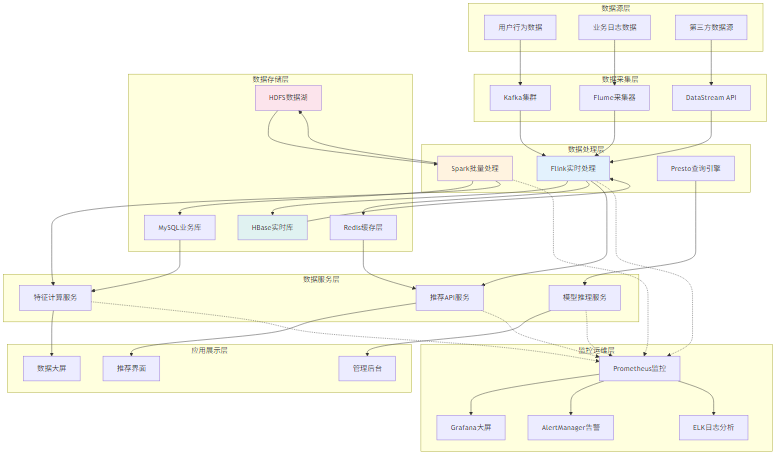 数据源层
用户行为数据
业务日志数据
第三方数据源
数据存储层
数据采集层
HDFS数据湖
Kafka集群
Flume采集器
DataStream API
数据处理层
Spark批量处理
Flink实时处理
Presto查询引擎
MySQL业务库
HBase实时库
Redis缓存层
数据服务层
特征计算服务
推荐API服务
模型推理服务
应用展示层
监控运维层
数据大屏
推荐界面
管理后台
Prometheus监控
Grafana大屏
AlertManager告警
ELK日志分析